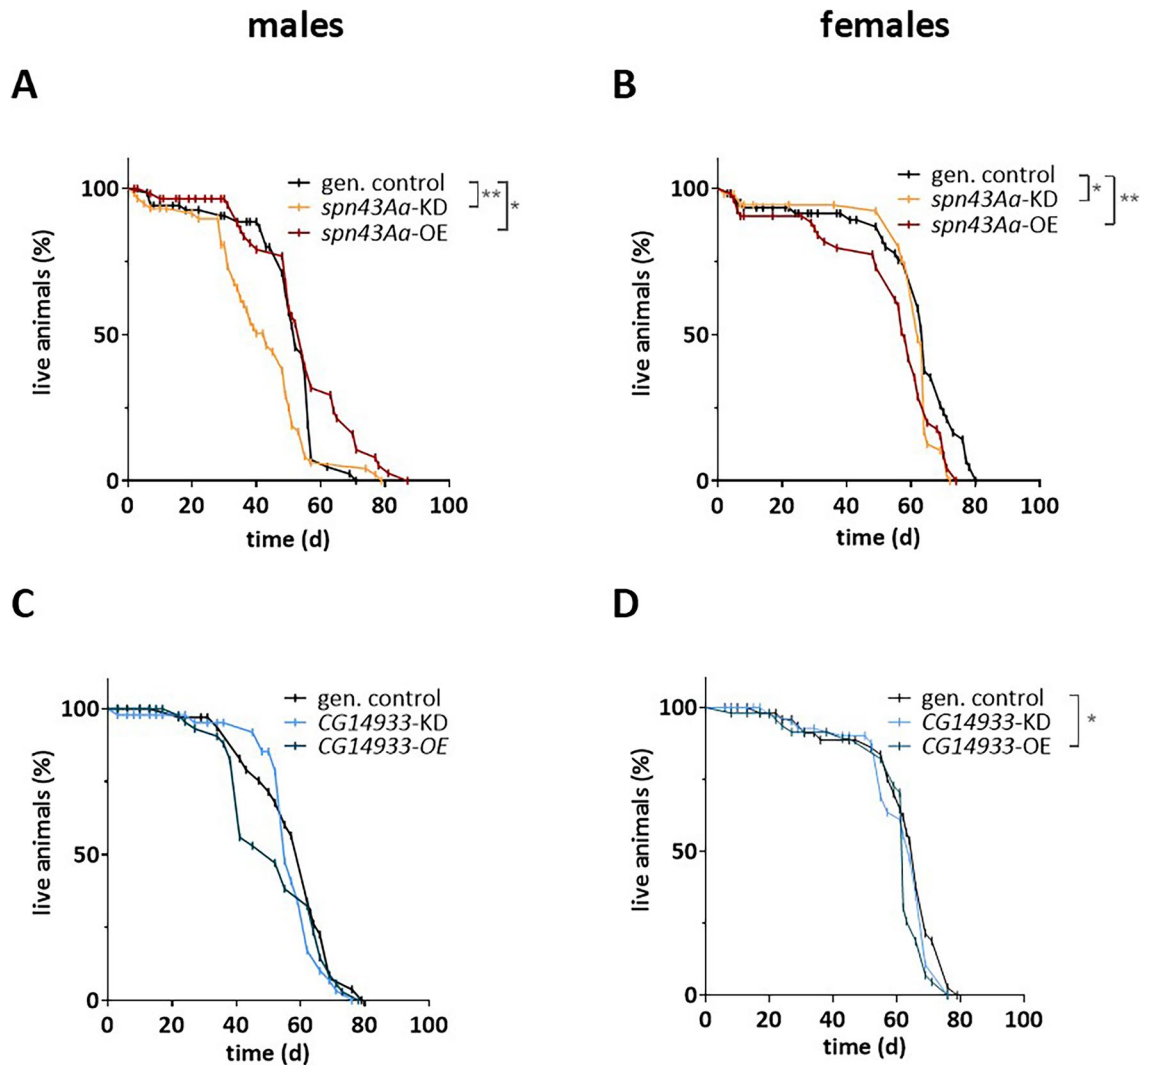 males
females
A
B
gen. control
spn43Aa-KD
spn43Aa-OE
**
*
gen. control
spn43Aa-KD
spn43Aa-OE
*
**
live animals (%)
100
50
0
0 20 40 60 80 100
time (d)
live animals (%)
100
50
0
0 20 40 60 80 100
time (d)
C
D
gen. control
CG14933-KD
CG14933-OE
gen. control
CG14933-KD
CG14933-OE
*
live animals (%)
100
50
0
0 20 40 60 80 100
time (d)
live animals (%)
100
50
0
0 20 40 60 80 100
time (d)